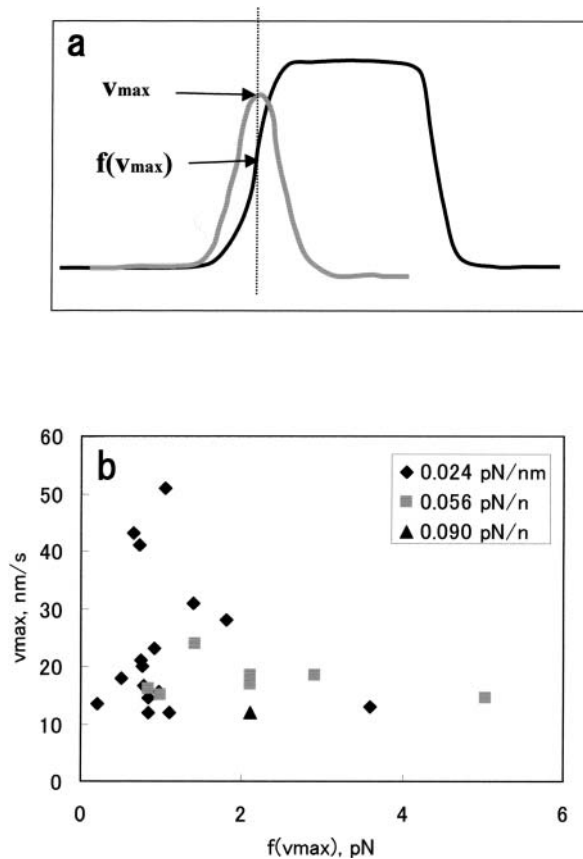 a
vmax
f(vmax)
b
60
50
40
30
20
10
0
vmax, nm/s
0.024 pN/nm
0.056 pN/n
0.090 pN/n
0 2 4 6
f(vmax), pN